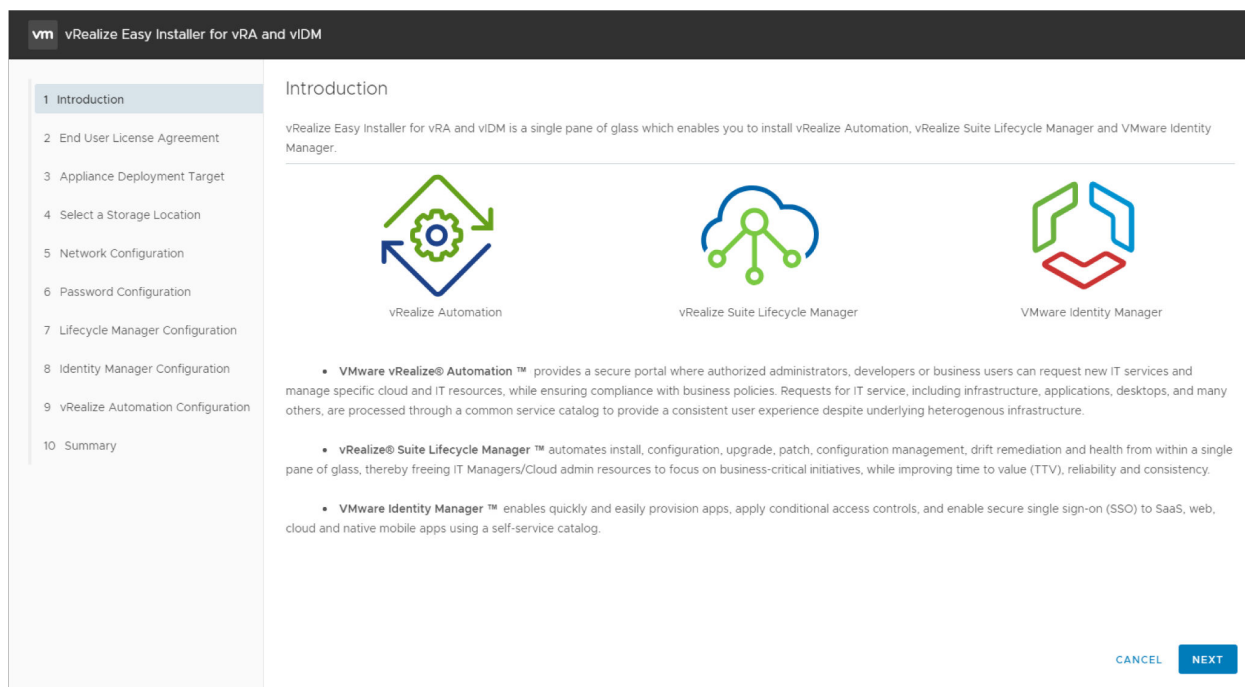 vm vRealize Easy Installer for vRA and vIDM
1 Introduction
2 End User License Agreement
3 Appliance Deployment Target
4 Select a Storage Location
5 Network Configuration
6 Password Configuration
7 Lifecycle Manager Configuration
8 Identity Manager Configuration
9 vRealize Automation Configuration
10 Summary
Introduction
vRealize Easy Installer for vRA and vIDM is a single pane of glass which enables you to install vRealize Automation, vRealize Suite Lifecycle Manager and VMware Identity
Manager.
vRealize Automation
vRealize Suite Lifecycle Manager
VMware Identity Manager
• VMware vRealize® Automation ™ provides a secure portal where authorized administrators, developers or business users can request new IT services and
manage specific cloud and IT resources, while ensuring compliance with business policies. Requests for IT service, including infrastructure, applications, desktops, and many
others, are processed through a common service catalog to provide a consistent user experience despite underlying heterogenous infrastructure.
• vRealize® Suite Lifecycle Manager ™ automates install, configuration, upgrade, patch, configuration management, drift remediation and health from within a single
pane of glass, thereby freeing IT Managers/Cloud admin resources to focus on business-critical initiatives, while improving time to value (TTV), reliability and consistency.
• VMware Identity Manager ™ enables quickly and easily provision apps, apply conditional access controls, and enable secure single sign-on (SSO) to SaaS, web,
cloud and native mobile apps using a self-service catalog.
CANCEL
NEXT